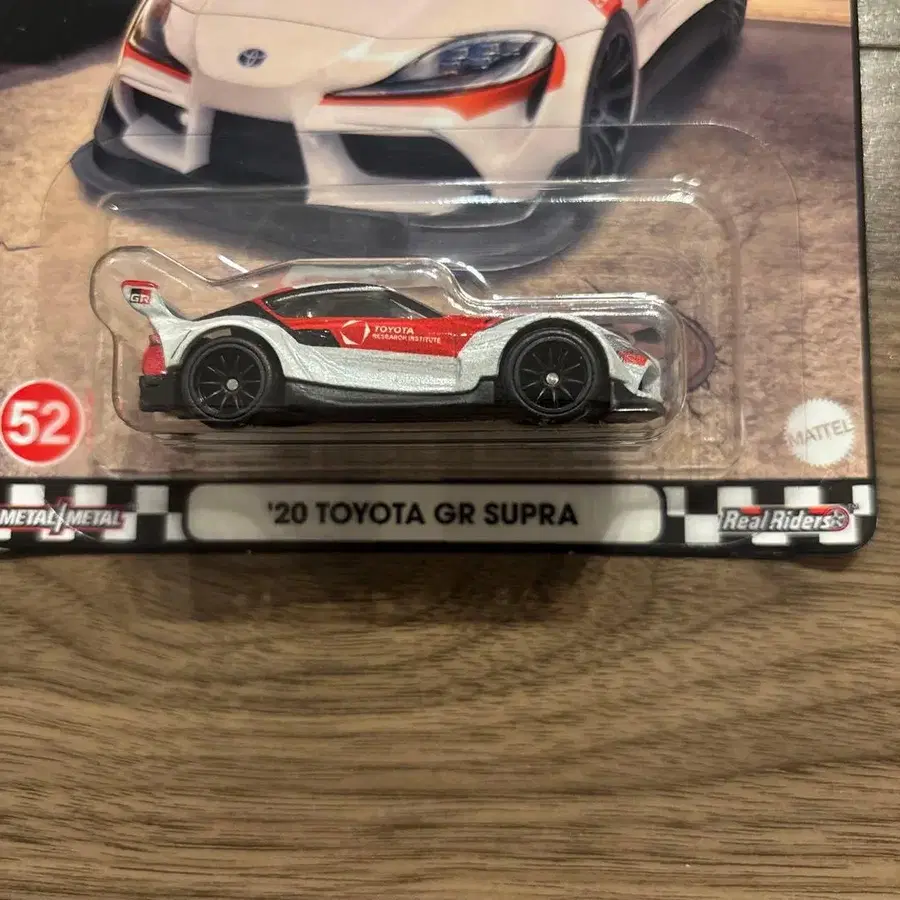 GR
TOYOTA
RESEARCH INSTITUTE
52
MATTEL
METAL/METAL
'20 TOYOTA GR SUPRA
Real Riders